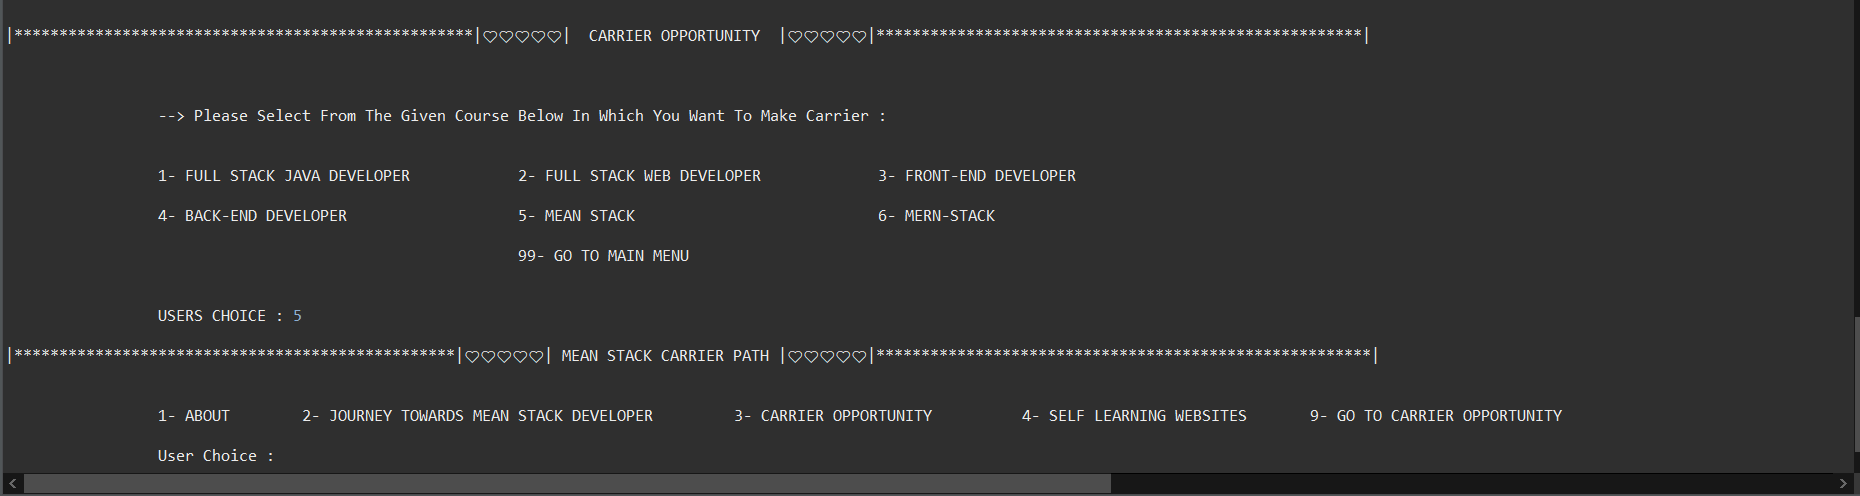 |***************************************************|♡♡♡♡♡|  CARRIER OPPORTUNITY  |♡♡♡♡♡|******************************************************|
--> Please Select From The Given Course Below In Which You Want To Make Carrier :
1- FULL STACK JAVA DEVELOPER            2- FULL STACK WEB DEVELOPER             3- FRONT-END DEVELOPER
4- BACK-END DEVELOPER                   5- MEAN STACK                           6- MERN-STACK
99- GO TO MAIN MENU
USERS CHOICE : 5
|*************************************************|♡♡♡♡♡| MEAN STACK CARRIER PATH |♡♡♡♡♡|*******************************************************|
1- ABOUT        2- JOURNEY TOWARDS MEAN STACK DEVELOPER         3- CARRIER OPPORTUNITY          4- SELF LEARNING WEBSITES       9- GO TO CARRIER OPPORTUNITY
User Choice :